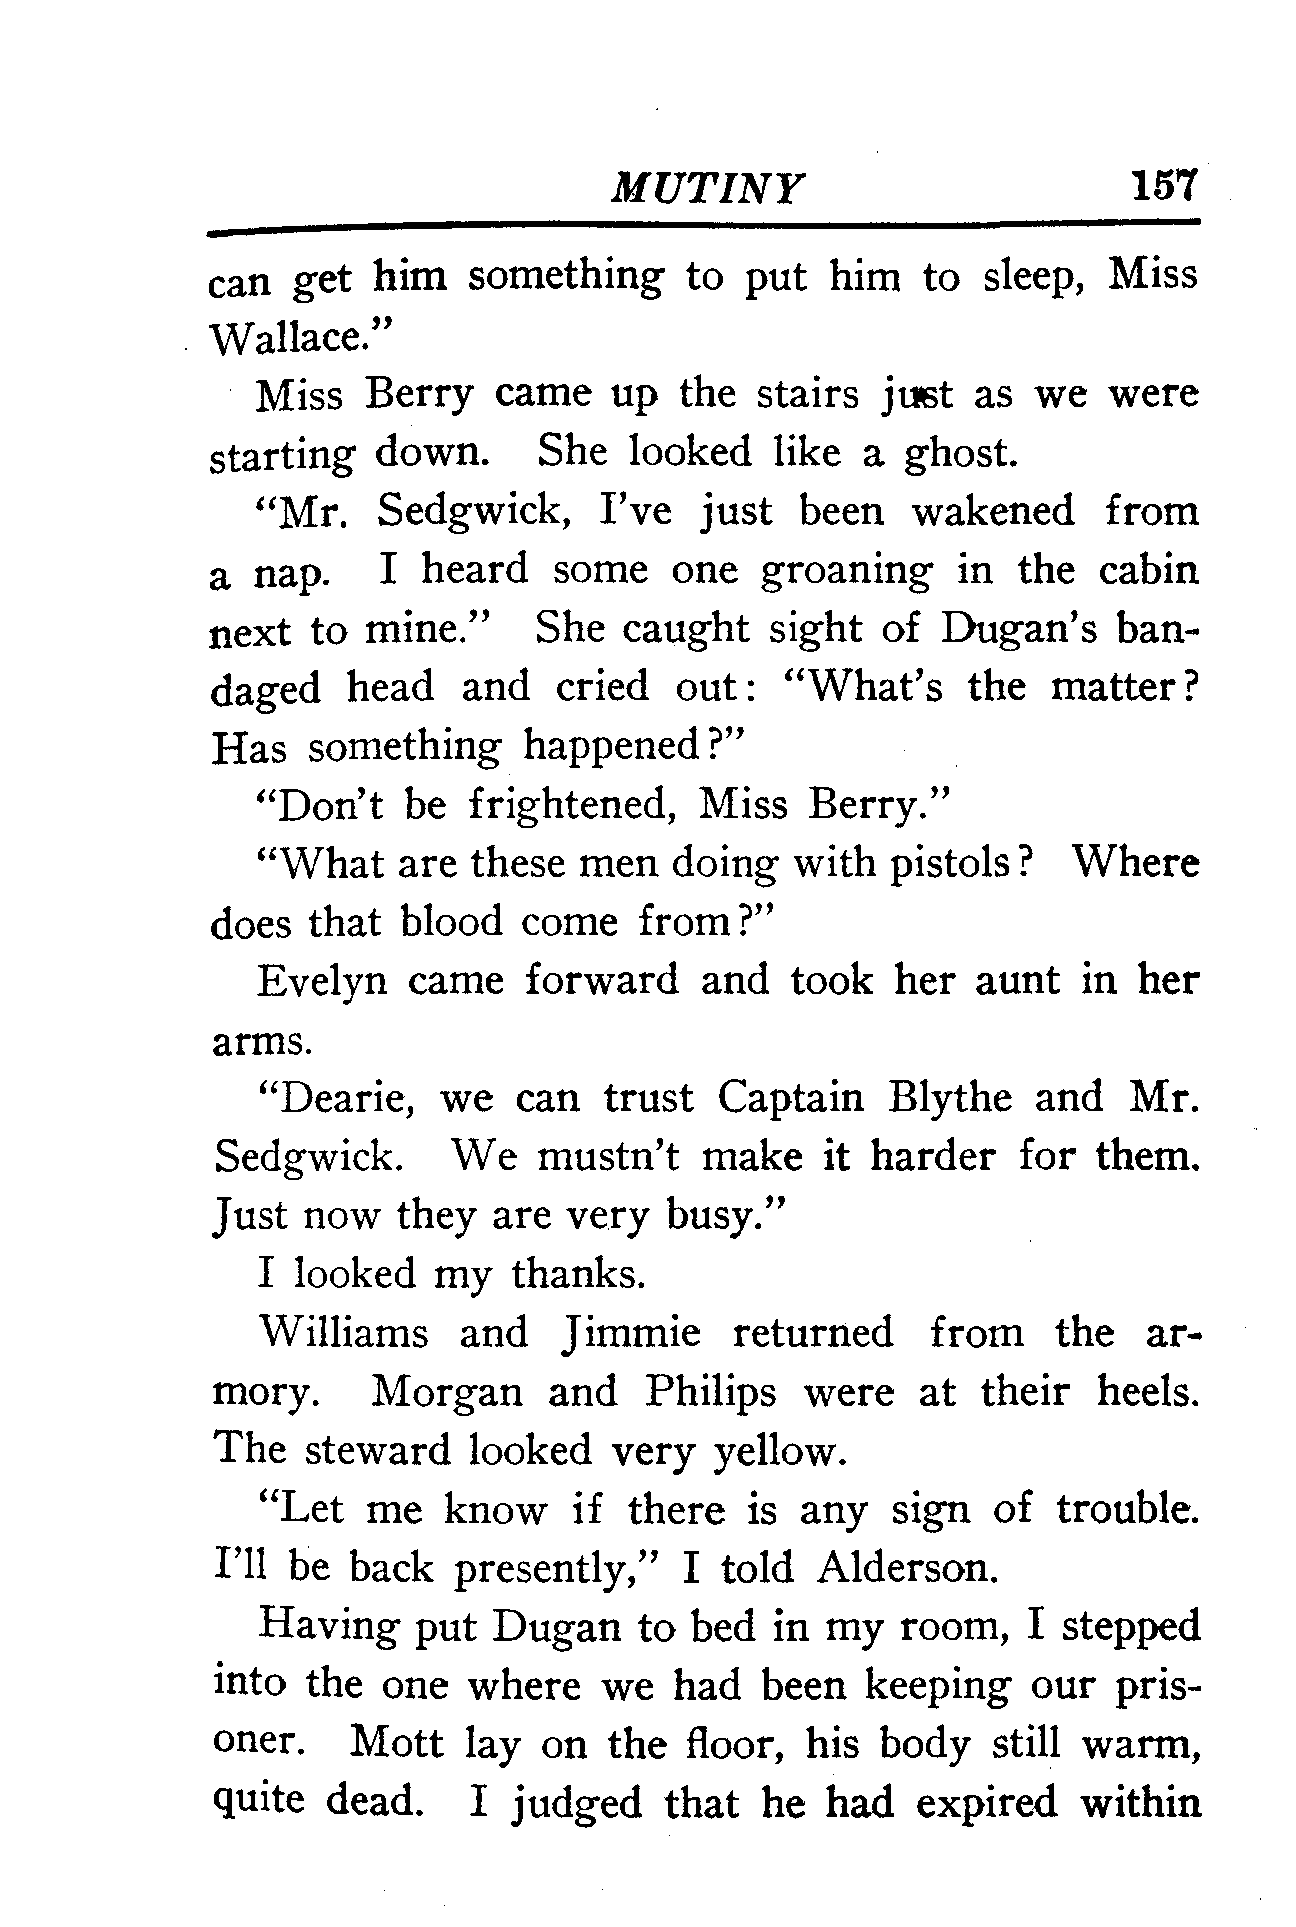 MUTINY 157
can get him something to put him to sleep, Miss
Wallace."
Miss Berry came up the stairs just as we were
starting down. She looked like a ghost.
"Mr. Sedgwick, I've just been wakened from
a nap. I heard some one groaning in the cabin
next to mine." She caught sight of Dugan's ban-
daged head and cried out: "What's the matter?
Has something happened?"
"Don't be frightened, Miss Berry."
"What are these men doing with pistols? Where
does that blood come from?"
Evelyn came forward and took her aunt in her
arms.
"Dearie, we can trust Captain Blythe and Mr.
Sedgwick. We mustn't make it harder for them.
Just now they are very busy."
I looked my thanks.
Williams and Jimmie returned from the ar-
mory. Morgan and Philips were at their heels.
The steward looked very yellow.
"Let me know if there is any sign of trouble.
I'll be back presently," I told Alderson.
Having put Dugan to bed in my room, I stepped
into the one where we had been keeping our pris-
oner. Mott lay on the floor, his body still warm,
quite dead. I judged that he had expired within